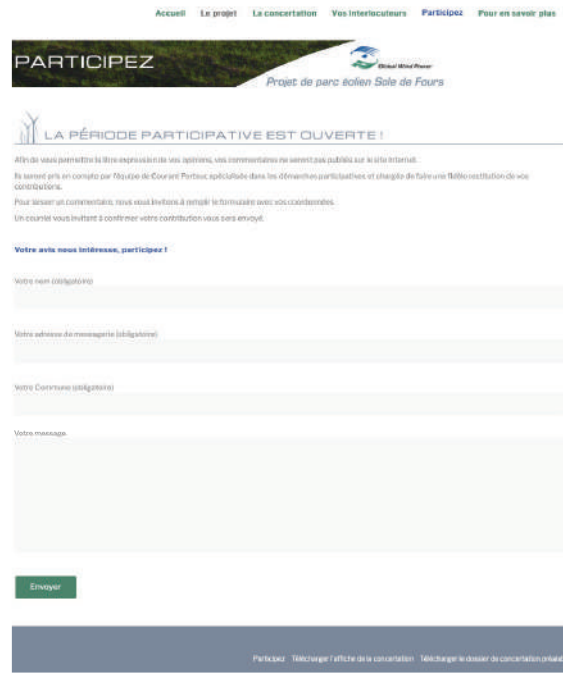 Accueil Le projet La concertation Vos interlocuteurs Participez Pour en savoir plus
PARTICIPEZ
Global Wind Power
Projet de parc éolien Sole de Fours
LA PÉRIODE PARTICIPATIVE EST OUVERTE !
Afin de vous permettre la libre expression de vos opinions, vos commentaires ne seront pas publiés sur le site internet.
Ils seront pris en compte par l'équipe de Courant Porteur, spécialisée dans les démarches participatives et chargée de faire une fidèle restitution de vos
contributions.
Pour laisser un commentaire, nous vous invitons à remplir le formulaire avec vos coordonnées.
Un courriel vous invitant à confirmer votre contribution vous sera envoyé.
Votre avis nous intéresse, participez !
Votre nom (obligatoire)
Votre adresse de messagerie (obligatoire)
Votre Commune (obligatoire)
Votre message
Envoyer
Participez Télécharger l'affiche de la concertation Télécharger le dossier de concertation préalable